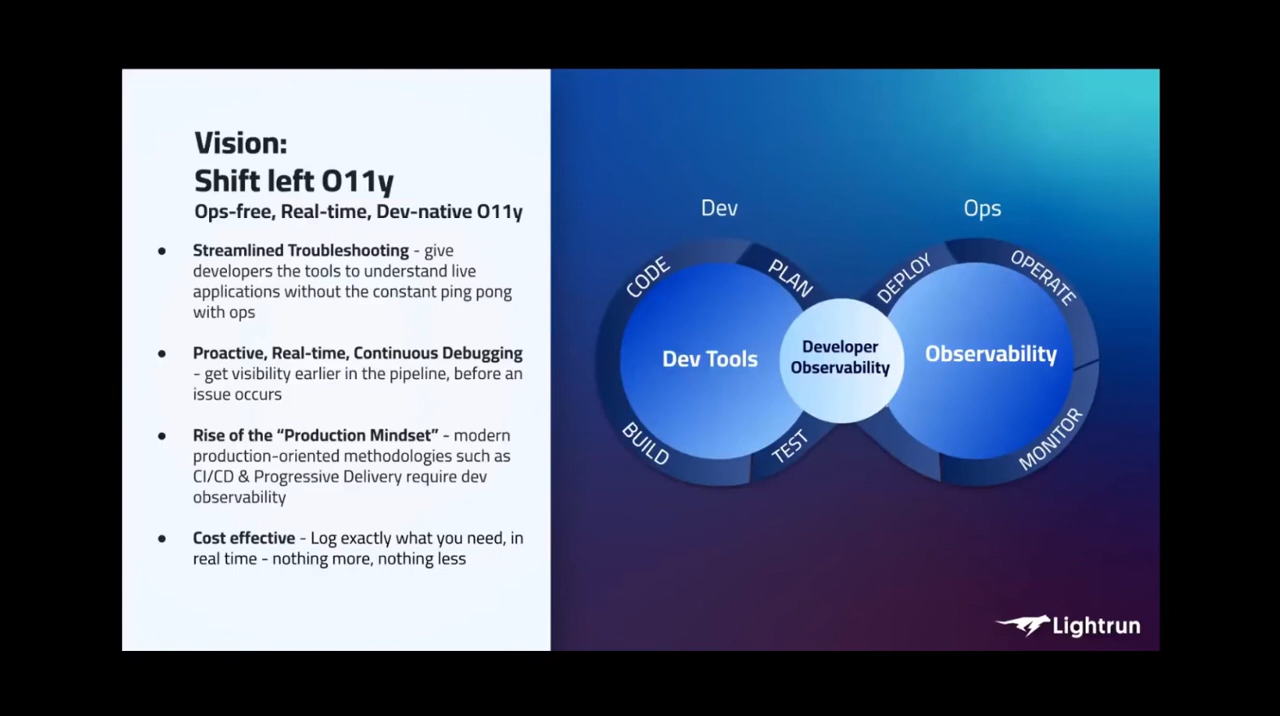 Vision:
Shift left O11y
Ops-free, Real-time, Dev-native O11y
● Streamlined Troubleshooting - give
developers the tools to understand live
applications without the constant ping pong
with ops
● Proactive, Real-time, Continuous Debugging
- get visibility earlier in the pipeline, before an
issue occurs
● Rise of the “Production Mindset” - modern
production-oriented methodologies such as
CI/CD & Progressive Delivery require dev
observability
● Cost effective - Log exactly what you need, in
real time - nothing more, nothing less
Dev
Ops
CODE
PLAN
DEPLOY
OPERATE
Dev Tools
Developer
Observability
Observability
BUILD
TEST
MONITOR
Lightrun